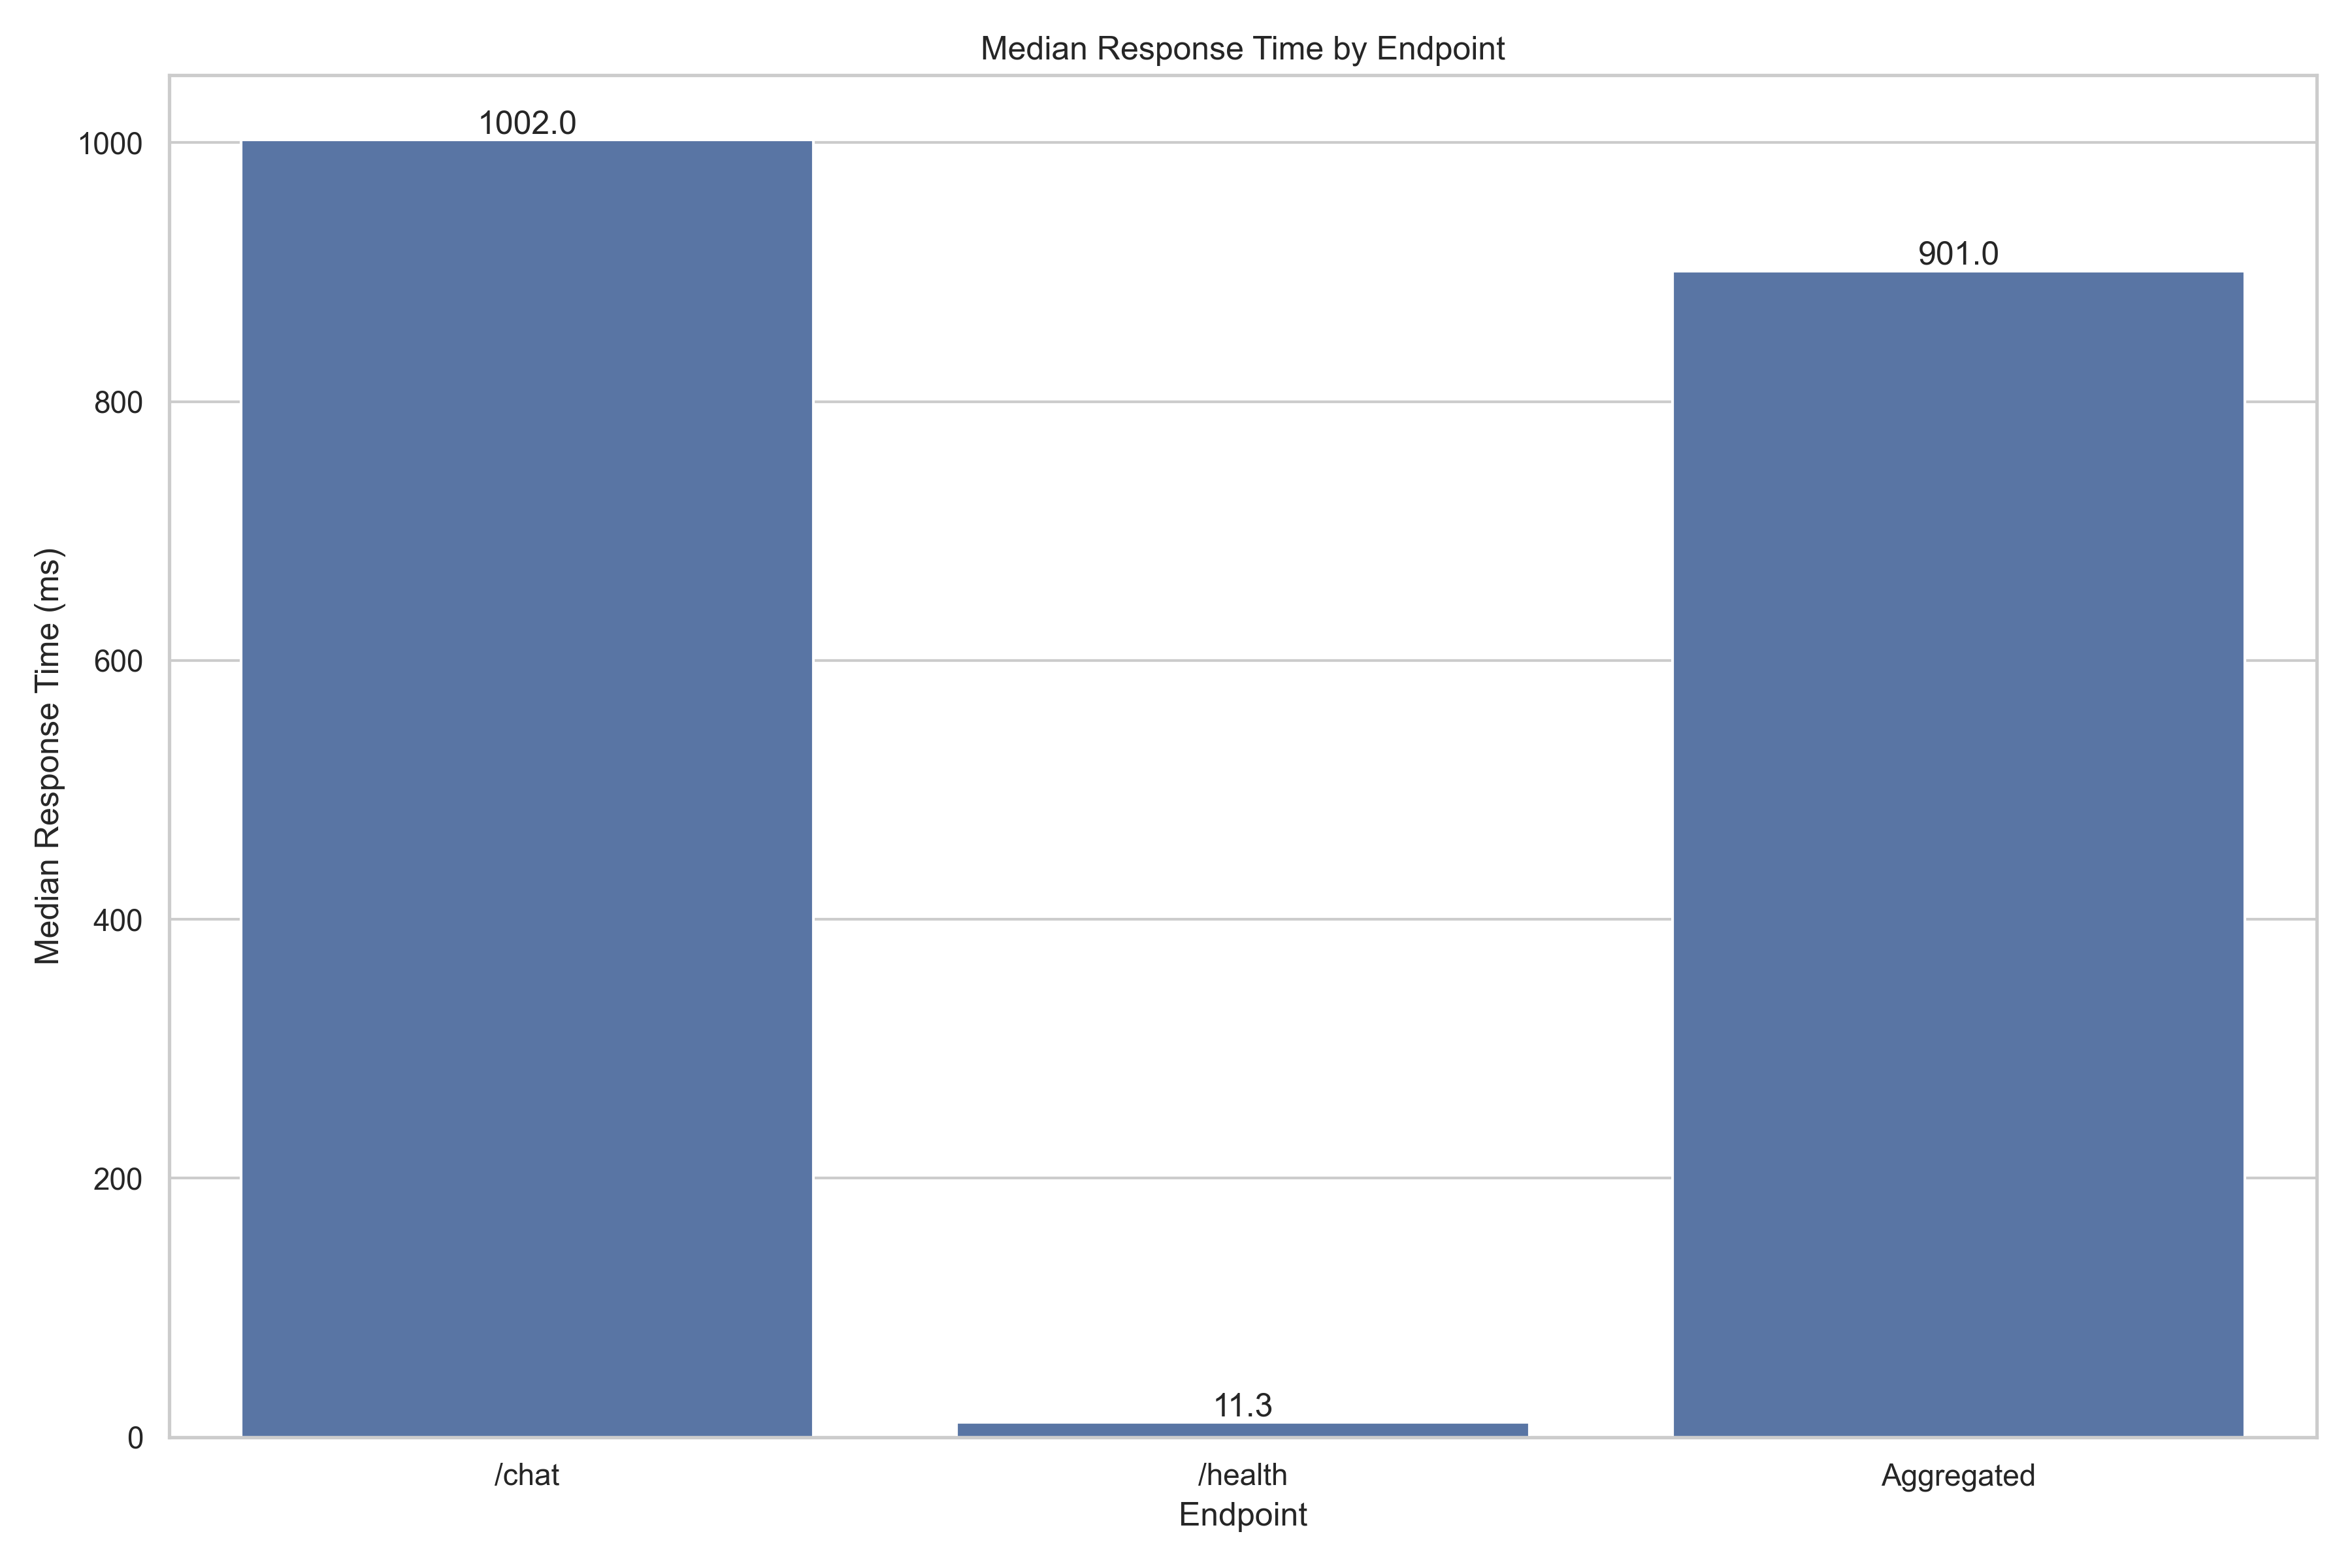 Median Response Time by Endpoint
1002.0
1000
901.0
800
600
400
200
11.3
0
Median Response Time (ms)
/chat
/health
Aggregated
Endpoint